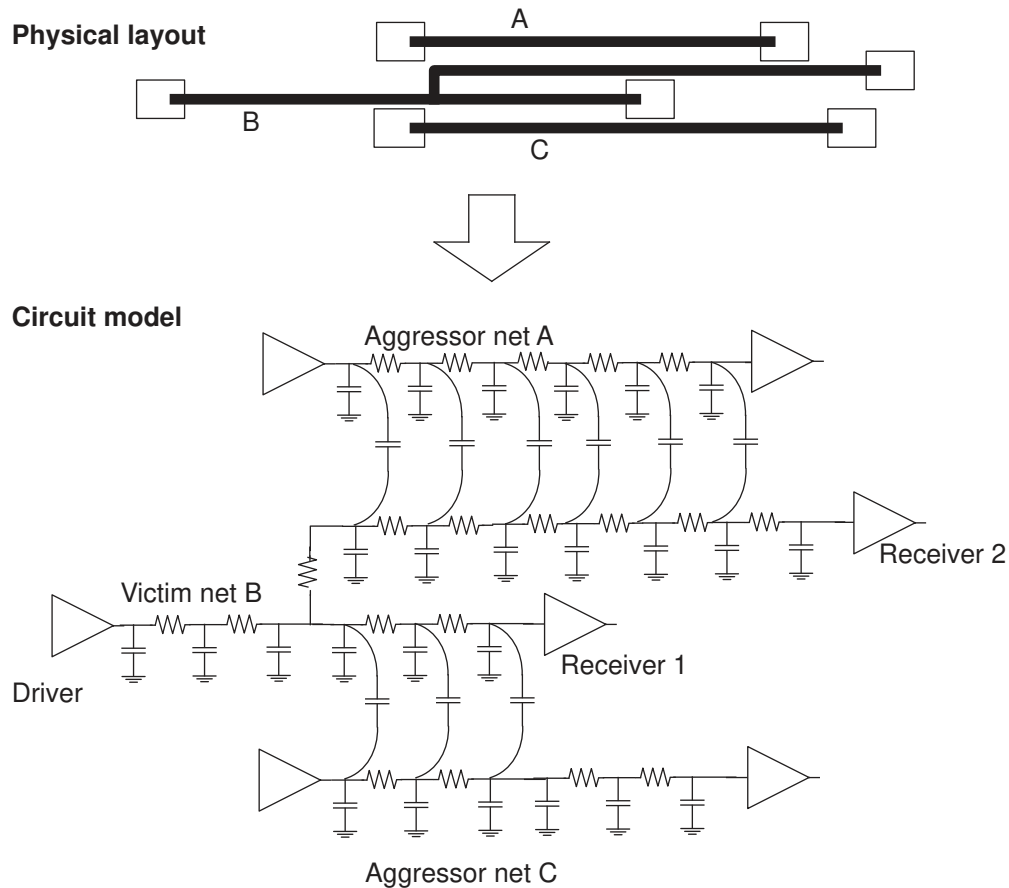 Physical layout
A
B
C
Circuit model
Aggressor net A
Receiver 2
Victim net B
Receiver 1
Driver
Aggressor net C